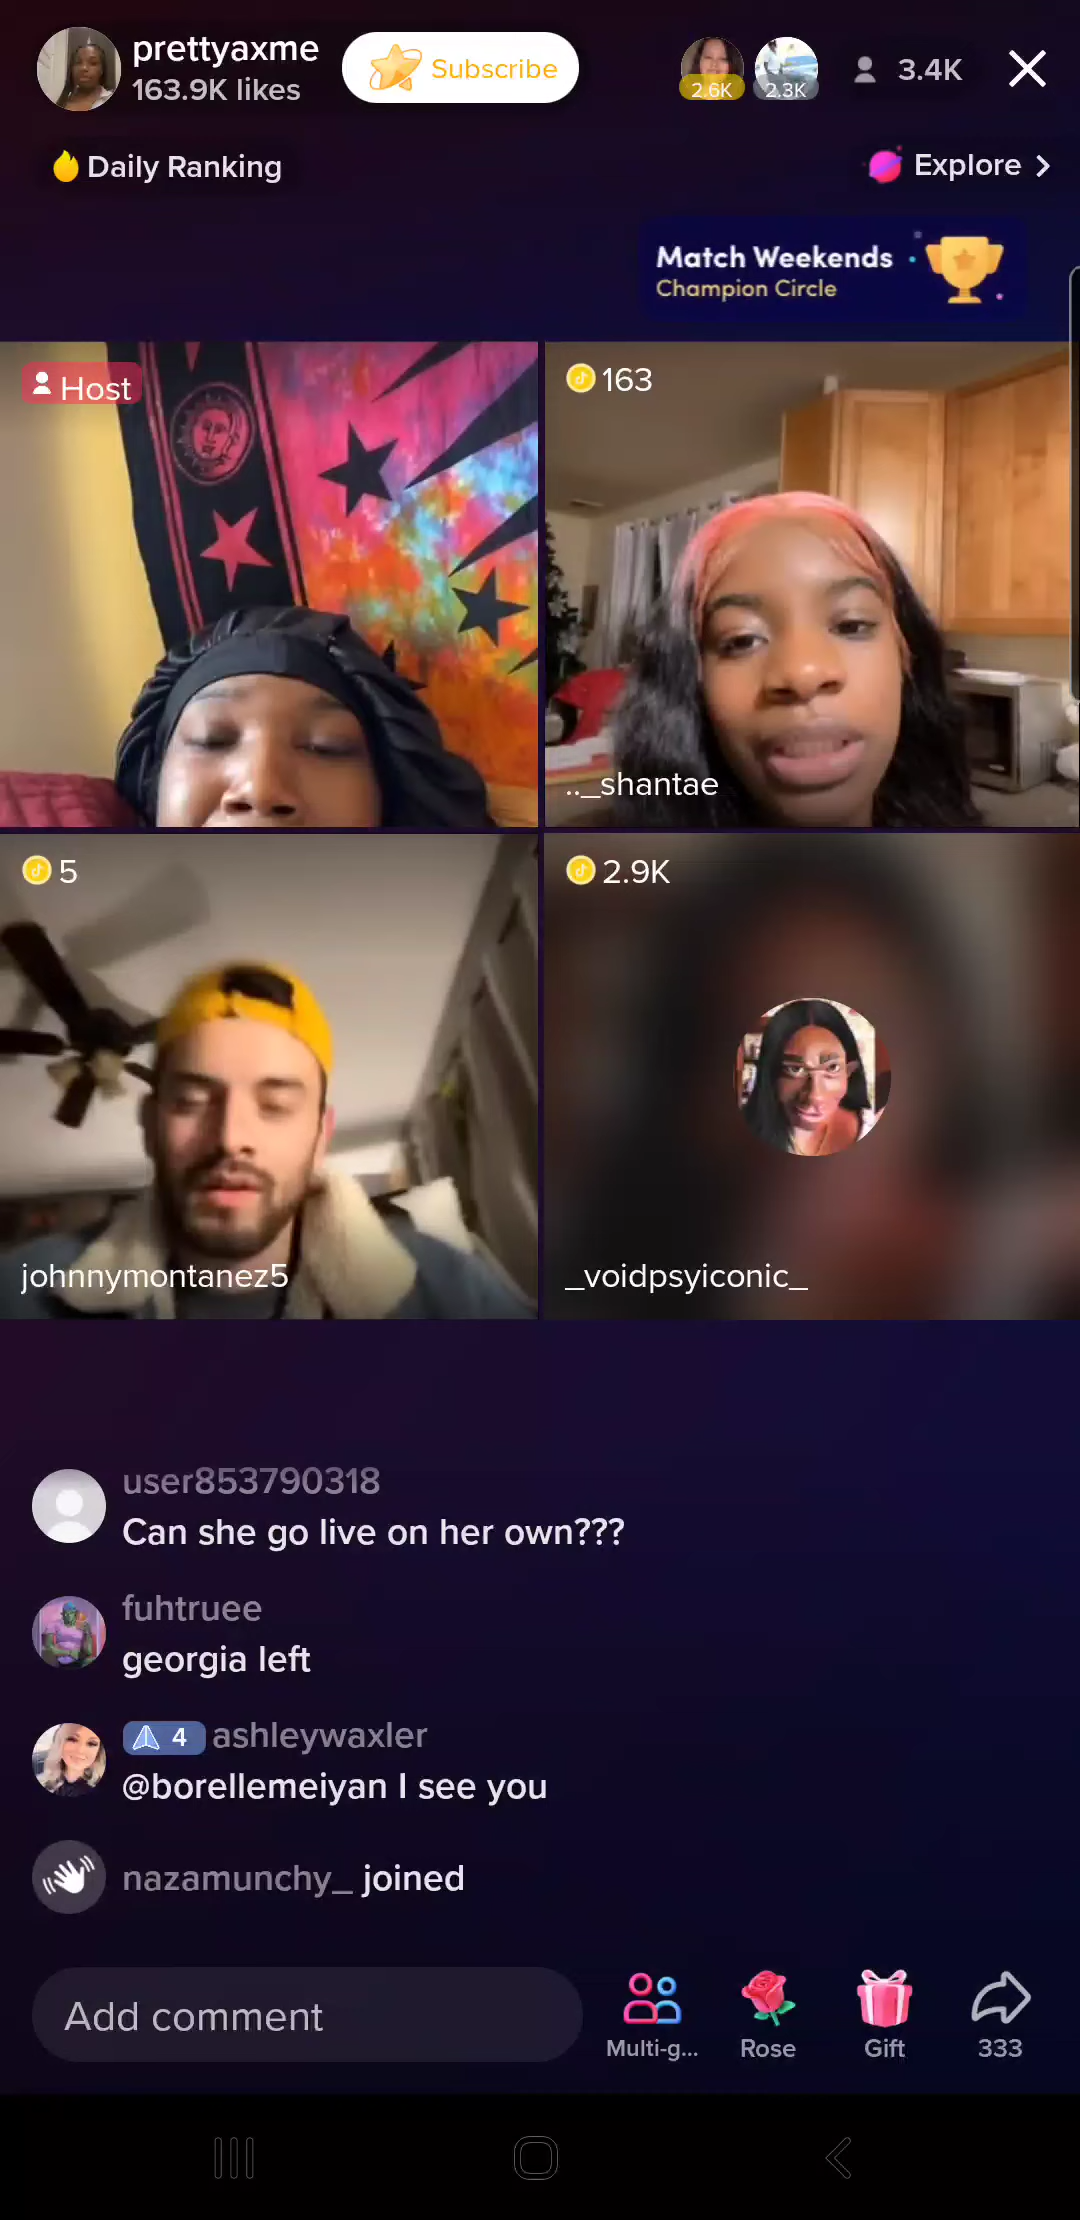 prettyaxme
163.9K likes
Subscribe
2.6K
2.3K
3.4K
Daily Ranking
Explore >
Match Weekends
Champion Circle
Host
163
.._shantae
5
johnnymontanez5
2.9K
_voidpsyiconic_
user853790318
Can she go live on her own???
fuhtruee
georgia left
4 ashleywaxler
@borellemeiyan I see you
nazamunchy_ joined
Add comment
Multi-g...
Rose
Gift
333